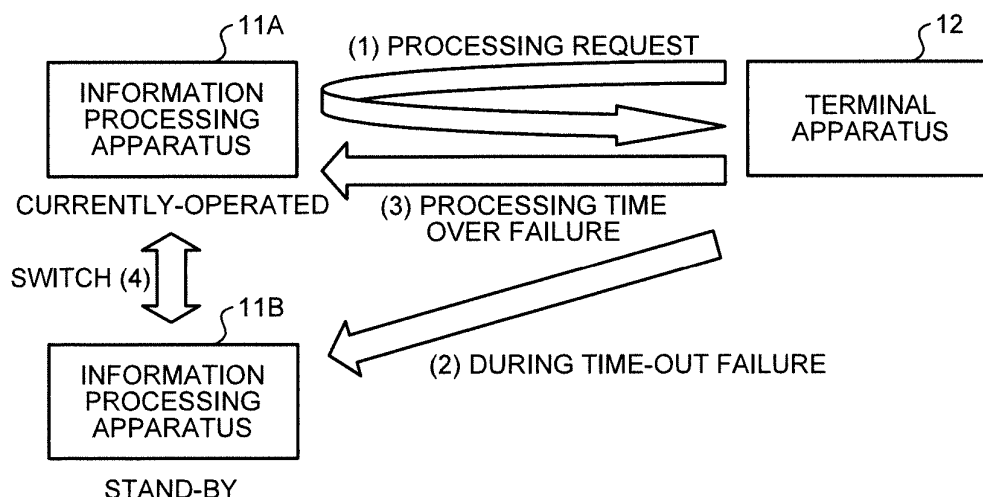 11A
(1) PROCESSING REQUEST
12
INFORMATION
PROCESSING
APPARATUS
TERMINAL
APPARATUS
CURRENTLY-OPERATED
(3) PROCESSING TIME
OVER FAILURE
SWITCH (4)
11B
(2) DURING TIME-OUT FAILURE
INFORMATION
PROCESSING
APPARATUS
STAND-BY